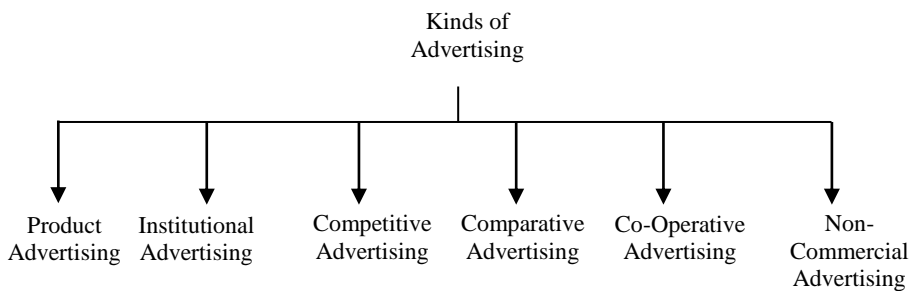 Kinds of
Advertising
Product
Advertising
Institutional
Advertising
Competitive
Advertising
Comparative
Advertising
Co-Operative
Advertising
Non-
Commercial
Advertising